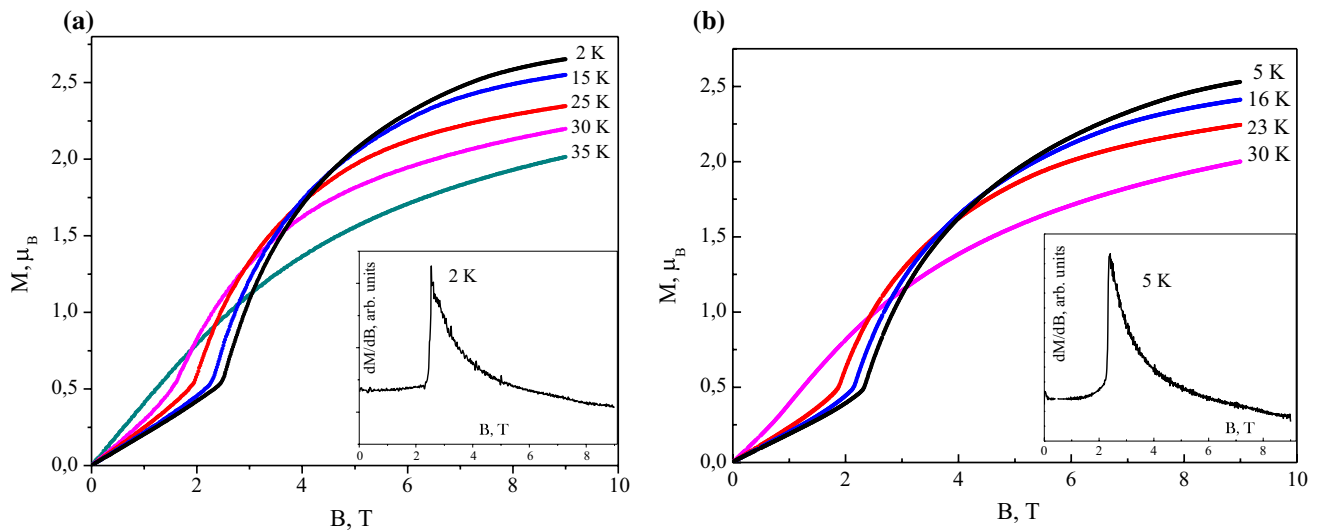 (a)
M, μB
2,5
2,0
1,5
1,0
0,5
0,0
0 2 4 6 8 10
B, T
2 K
15 K
25 K
30 K
35 K
dM/dB, arb. units
2 K
B, T
0 2 4 6 8
(b)
M, μB
2,5
2,0
1,5
1,0
0,5
0,0
0 2 4 6 8 10
B, T
5 K
16 K
23 K
30 K
dM/dB, arb. units
5 K
B, T
0 2 4 6 8